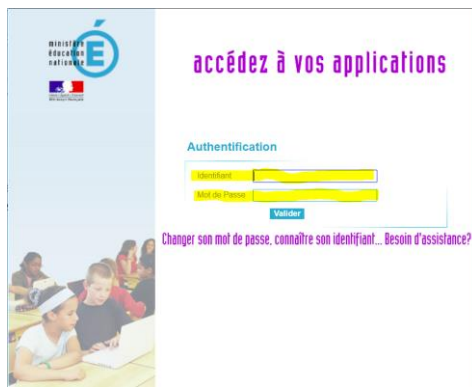 ministère
éducation
nationale
accédez à vos applications
Authentification
Identifiant
Mot de Passe
Valider
Changer son mot de passe, connaître son identifiant... Besoin d'assistance?